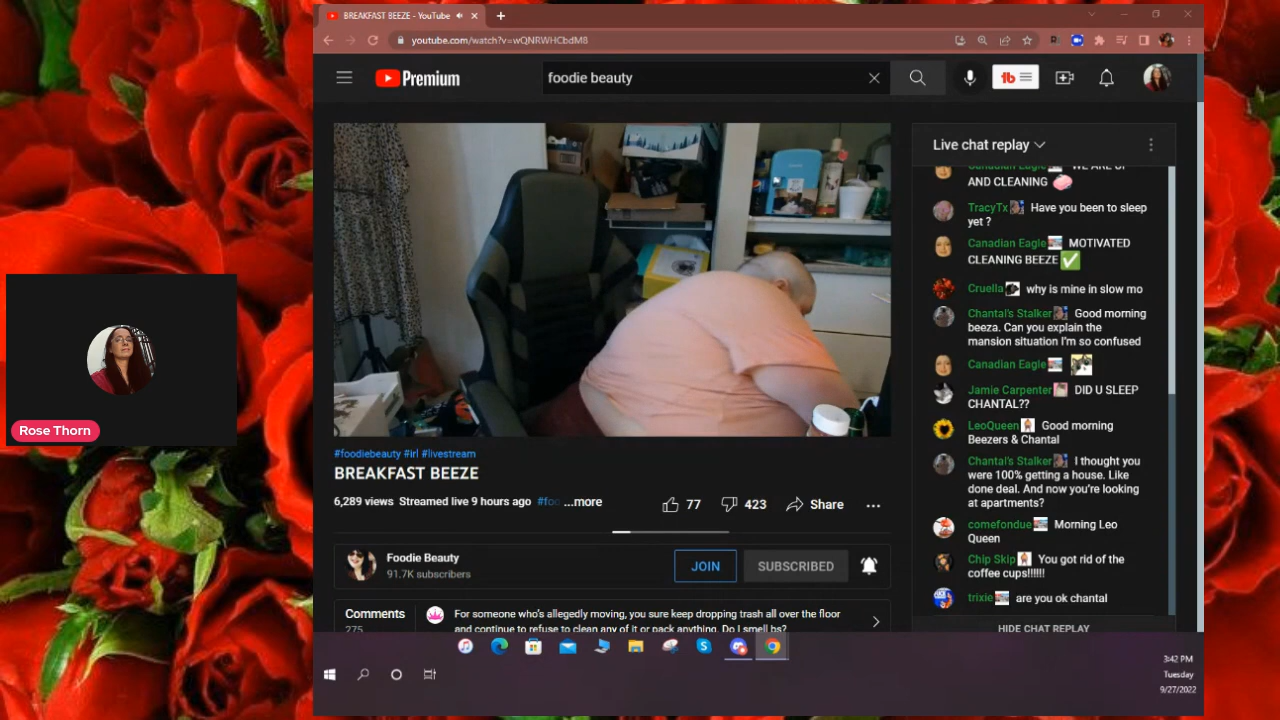 BREAKFAST BEEZE - YouTube
youtube.com/watch?v=wQNRWHCbdM8
Premium
foodie beauty
Live chat replay
AND CLEANING
TracyTx Have you been to sleep
yet ?
Canadian Eagle MOTIVATED
CLEANING BEEZE
Cruella why is mine in slow mo
Chantal's Stalker Good morning
beeza. Can you explain the
mansion situation I'm so confused
Canadian Eagle
Jamie Carpenter DID U SLEEP
CHANTAL??
LeoQueen Good morning
Beezers & Chantal
Chantal's Stalker I thought you
were 100% getting a house. Like
done deal. And now you're looking
at apartments?
comefondue Morning Leo
Queen
Chip Skip You got rid of the
coffee cups!!!!!!
trixie are you ok chantal
HIDE CHAT REPLAY
Rose Thorn
#foodiebeauty #irl #livestream
BREAKFAST BEEZE
6,289 views Streamed live 9 hours ago #foo ...more
77 423 Share
Foodie Beauty
91.7K subscribers
JOIN SUBSCRIBED
Comments
275
For someone who's allegedly moving, you sure keep dropping trash all over the floor
and continue to refuse to clean any of it or pack anything. Do I smell bs?
3:42 PM
Tuesday
9/27/2022